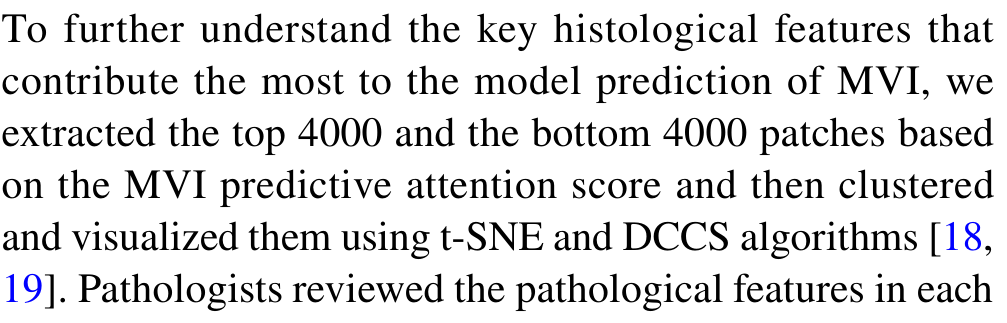 To further understand the key histological features that
contribute the most to the model prediction of MVI, we
extracted the top 4000 and the bottom 4000 patches based
on the MVI predictive attention score and then clustered
and visualized them using t-SNE and DCCS algorithms [18,
19]. Pathologists reviewed the pathological features in each